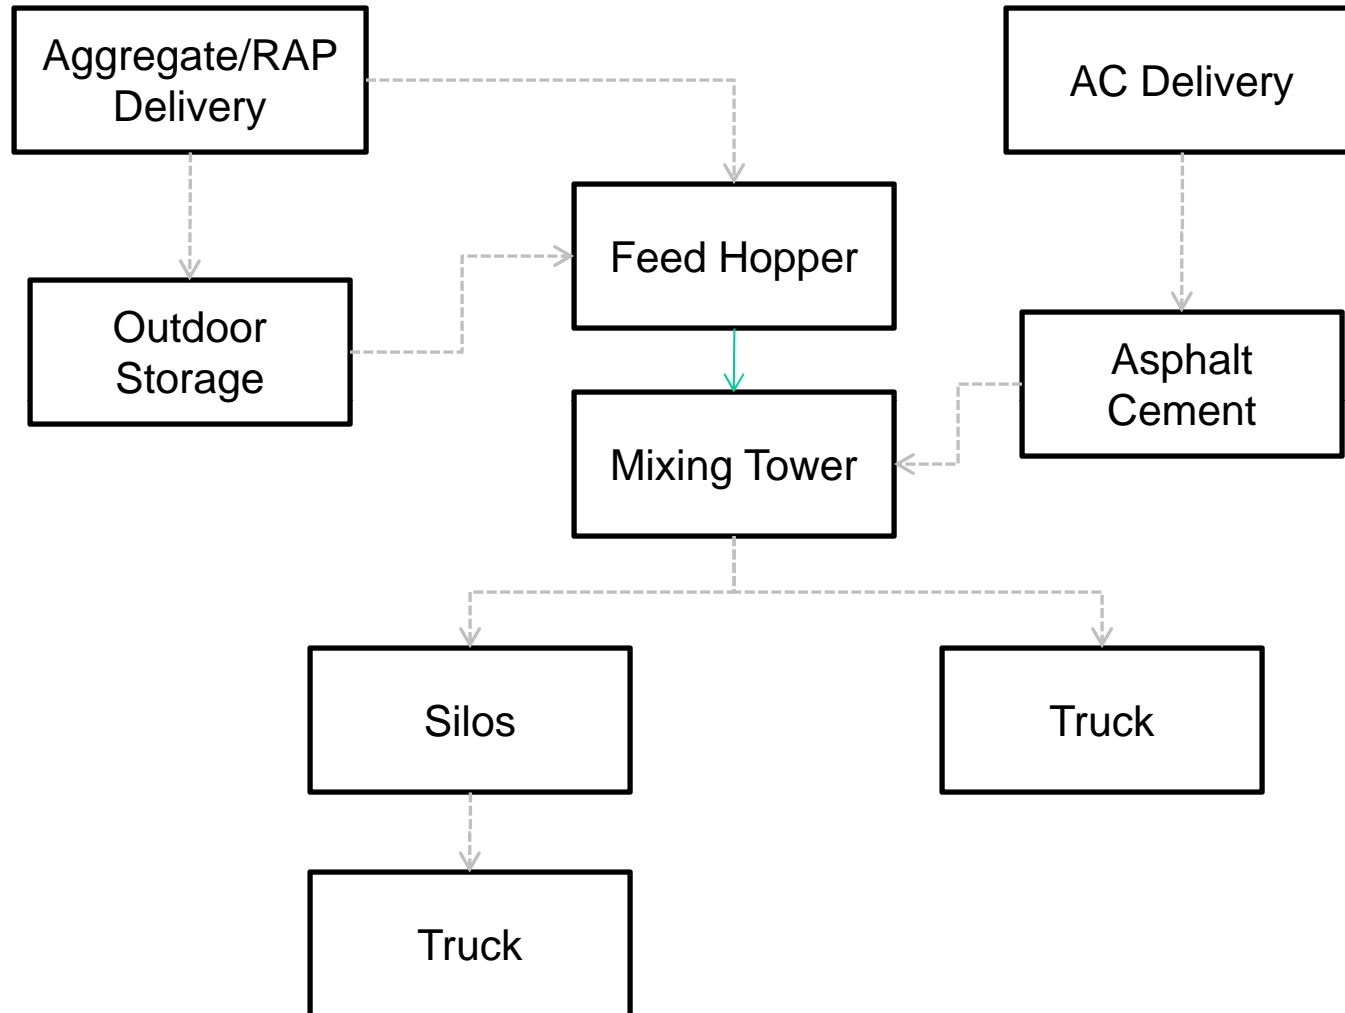 Aggregate/RAP
Delivery
AC Delivery
Feed Hopper
Outdoor
Storage
Asphalt
Cement
Mixing Tower
Silos
Truck
Truck